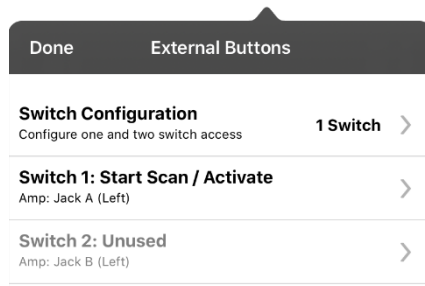 Done External Buttons
Switch Configuration
Configure one and two switch access
1 Switch
Switch 1: Start Scan / Activate
Amp: Jack A (Left)
Switch 2: Unused
Amp: Jack B (Left)